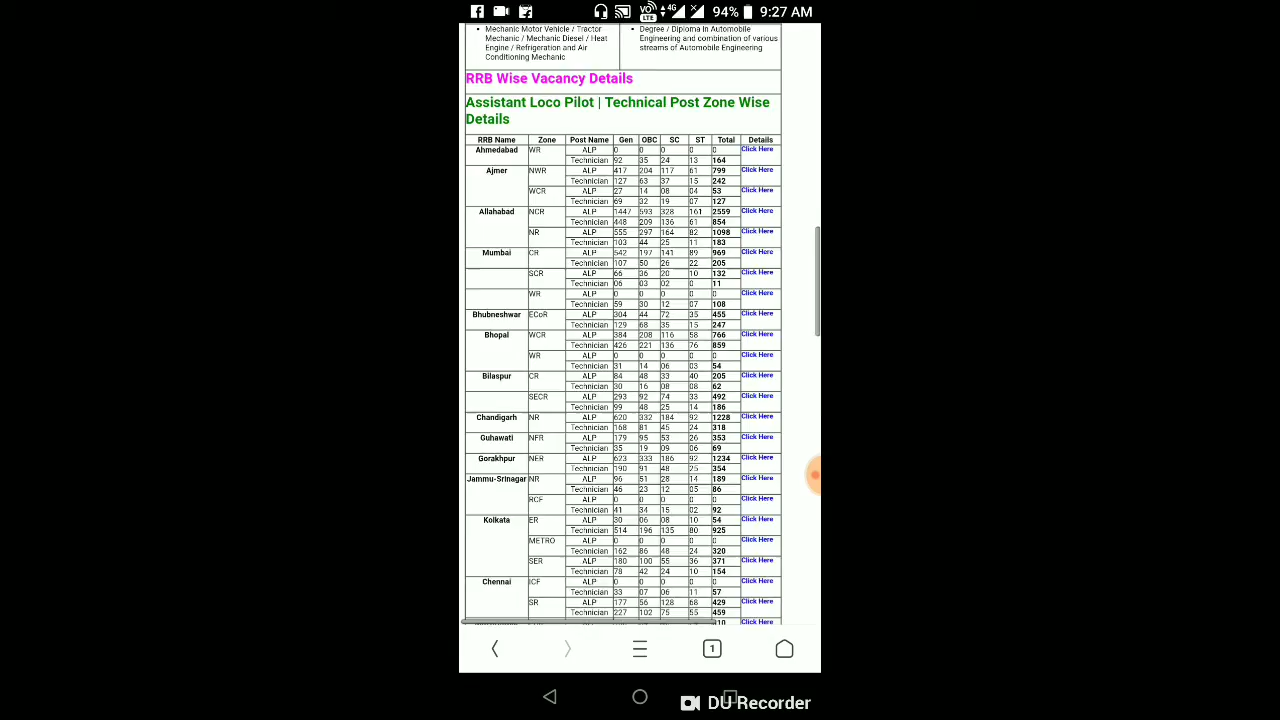 94% 9:27 AM
VO LTE 4G
Mechanic Motor Vehicle / Tractor
Mechanic / Mechanic Diesel / Heat
Engine / Refrigeration and Air
Conditioning Mechanic
Degree / Diploma in Automobile
Engineering and combination of various
streams of Automobile Engineering
RRB Wise Vacancy Details
Assistant Loco Pilot | Technical Post Zone Wise
Details
RRB Name Zone Post Name Gen OBC SC ST Total Details
Ahmedabad WR ALP 0 0 0 0 0 Click Here
Technician 92 35 24 13 164
Ajmer NWR ALP 417 204 117 61 799 Click Here
Technician 127 63 37 15 242
WCR ALP 27 14 08 04 53 Click Here
Technician 69 32 19 07 127
Allahabad NCR ALP 1447 593 328 161 2559 Click Here
Technician 448 209 136 61 854
NR ALP 555 297 164 82 1098 Click Here
Technician 103 44 25 11 183
Mumbai CR ALP 542 197 141 89 969 Click Here
Technician 107 50 26 22 205
SCR ALP 66 36 20 10 132 Click Here
Technician 06 03 02 0 11
WR ALP 0 0 0 0 0 Click Here
Technician 59 30 12 07 108
Bhubneshwar ECoR ALP 304 44 72 35 455 Click Here
Technician 129 68 35 15 247
Bhopal WCR ALP 384 208 116 58 766 Click Here
Technician 426 221 136 76 859
WR ALP 0 0 0 0 0 Click Here
Technician 31 14 06 03 54
Bilaspur CR ALP 84 48 33 40 205 Click Here
Technician 30 16 08 08 62
SECR ALP 293 92 74 33 492 Click Here
Technician 99 48 25 14 186
Chandigarh NR ALP 620 332 184 92 1228 Click Here
Technician 168 81 45 24 318
Guhawati NFR ALP 179 95 53 26 353 Click Here
Technician 35 19 09 06 69
Gorakhpur NER ALP 623 333 186 92 1234 Click Here
Technician 190 91 48 25 354
Jammu-Srinagar NR ALP 96 51 28 14 189 Click Here
Technician 46 23 12 05 86
RCF ALP 0 0 0 0 0 Click Here
Technician 41 34 15 02 92
Kolkata ER ALP 30 06 08 10 54 Click Here
Technician 514 196 135 80 925
METRO ALP 0 0 0 0 0 Click Here
Technician 162 86 48 24 320
SER ALP 180 100 55 36 371 Click Here
Technician 78 42 24 10 154
Chennai ICF ALP 0 0 0 0 0 Click Here
Technician 33 07 06 11 57
SR ALP 177 56 128 68 429 Click Here
Technician 227 102 75 55 459
Click Here
1
DU Recorder